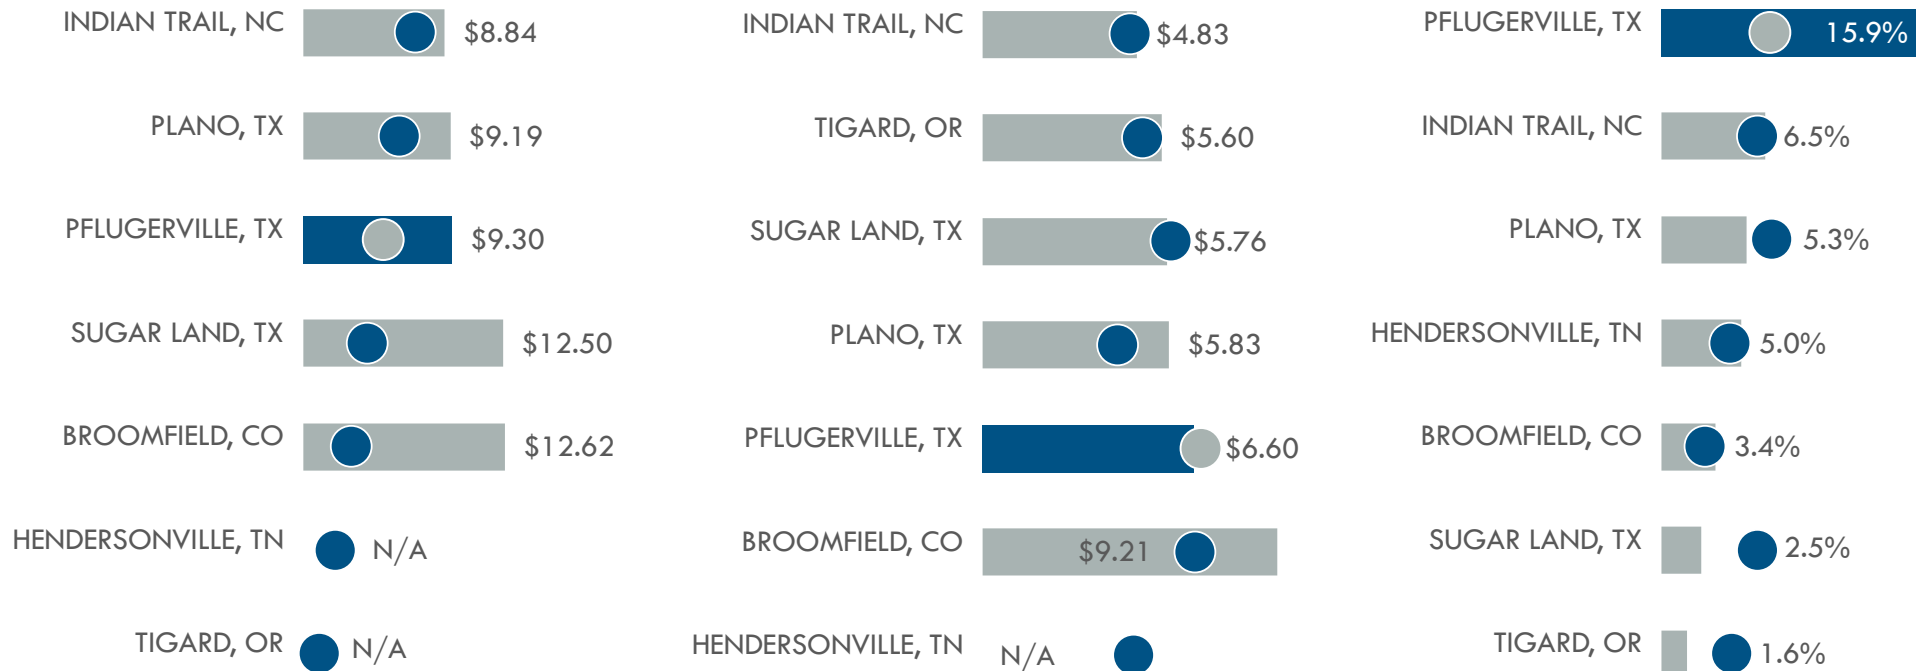 INDIAN TRAIL, NC $8.84
PLANO, TX $9.19
PFLUGERVILLE, TX $9.30
SUGAR LAND, TX $12.50
BROOMFIELD, CO $12.62
HENDERSONVILLE, TN N/A
TIGARD, OR N/A
INDIAN TRAIL, NC $4.83
TIGARD, OR $5.60
SUGAR LAND, TX $5.76
PLANO, TX $5.83
PFLUGERVILLE, TX $6.60
BROOMFIELD, CO $9.21
HENDERSONVILLE, TN N/A
PFLUGERVILLE, TX 15.9%
INDIAN TRAIL, NC 6.5%
PLANO, TX 5.3%
HENDERSONVILLE, TN 5.0%
BROOMFIELD, CO 3.4%
SUGAR LAND, TX 2.5%
TIGARD, OR 1.6%